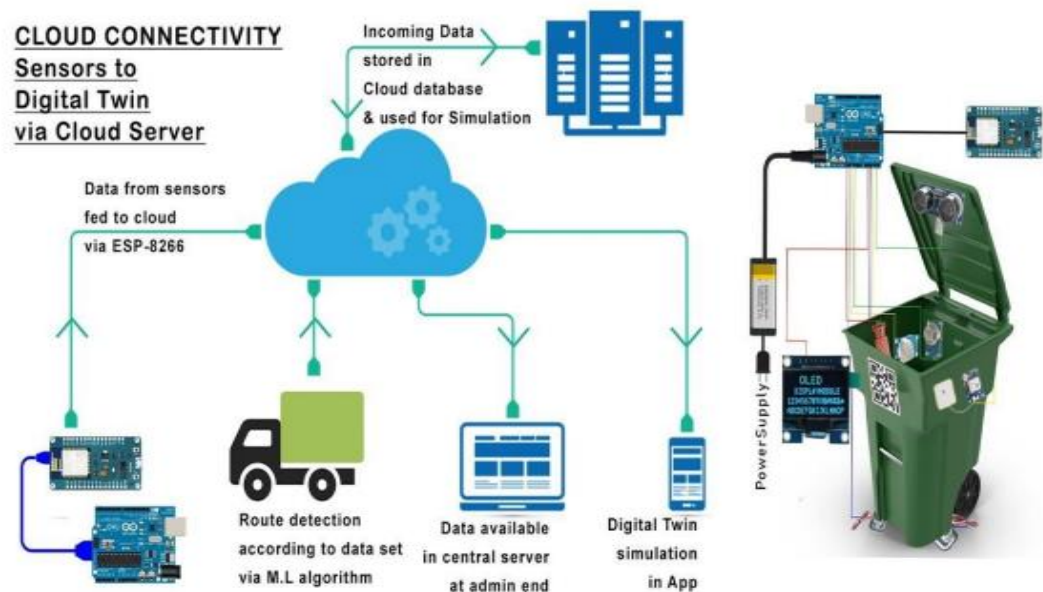 CLOUD CONNECTIVITY
Sensors to
Digital Twin
via Cloud Server
Incoming Data
stored in
Cloud database
& used for Simulation
Data from sensors
fed to cloud
via ESP-8266
Route detection
according to data set
via M.L algorithm
Data available
in central server
at admin end
Digital Twin
simulation
in App
PowerSupply
OLED